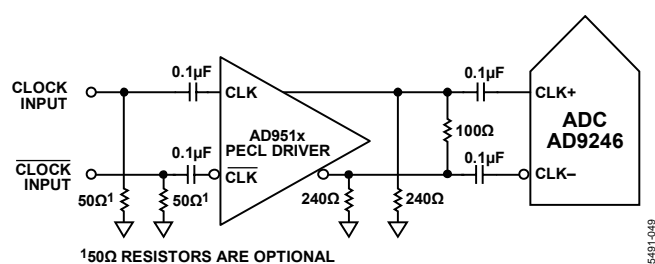 CLOCK
INPUT
0.1µF
CLK
AD951x
PECL DRIVER
0.1µF
CLK+
ADC
AD9246
100Ω
CLOCK
INPUT
0.1µF
CLK
0.1µF
CLK–
50Ω1
50Ω1
240Ω
240Ω
150Ω RESISTORS ARE OPTIONAL
5491-049